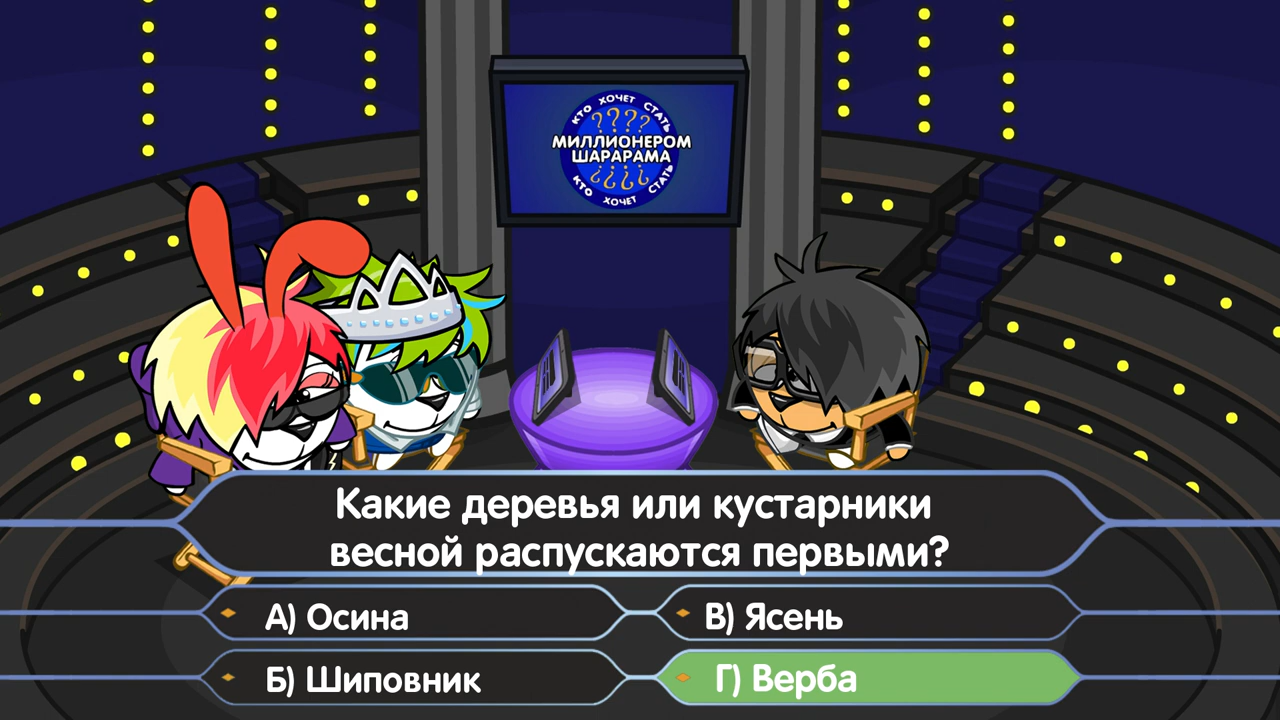 КТО ХОЧЕТ СТАТЬ
????
МИЛЛИОНЕРОМ
ШАРАРАМА
¿¿¿¿
КТО ХОЧЕТ СТАТЬ
Какие деревья или кустарники
весной распускаются первыми?
А) Осина
В) Ясень
Б) Шиповник
Г) Верба